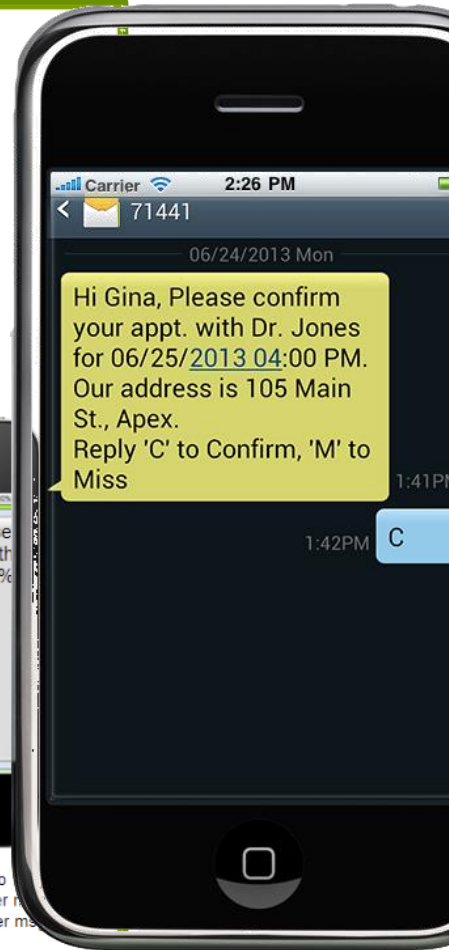 Carrier 2:26 PM
71441
06/24/2013 Mon
Hi Gina, Please confirm
your appt. with Dr. Jones
for 06/25/2013 04:00 PM.
Our address is 105 Main
St., Apex.
Reply 'C' to Confirm, 'M' to
Miss
1:41PM
1:42PM C